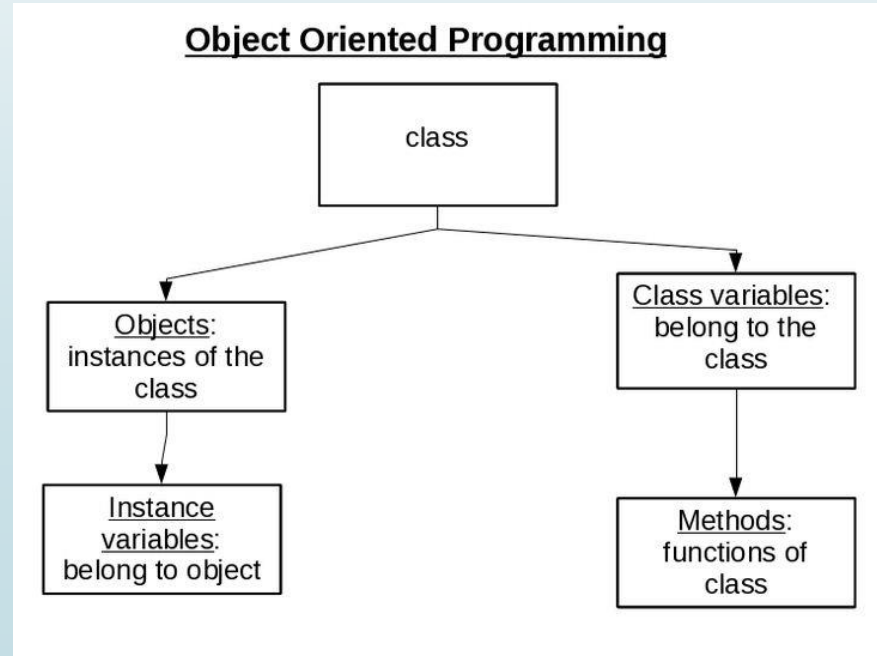 Object Oriented Programming
class
Objects:
instances of the
class
Class variables:
belong to the
class
Instance
variables:
belong to object
Methods:
functions of
class